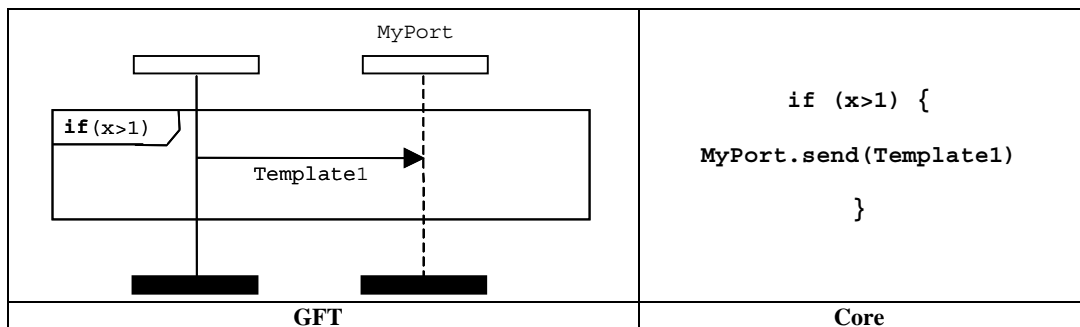 MyPort
if(x>1)
Template1
if (x>1) {
MyPort.send(Template1)
}
GFT
Core